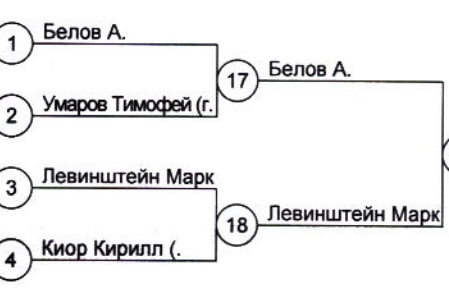 1 Белов А.
17 Белов А.
2 Умаров Тимофей (г.
3 Левинштейн Марк
18 Левинштейн Марк
4 Киор Кирилл (.